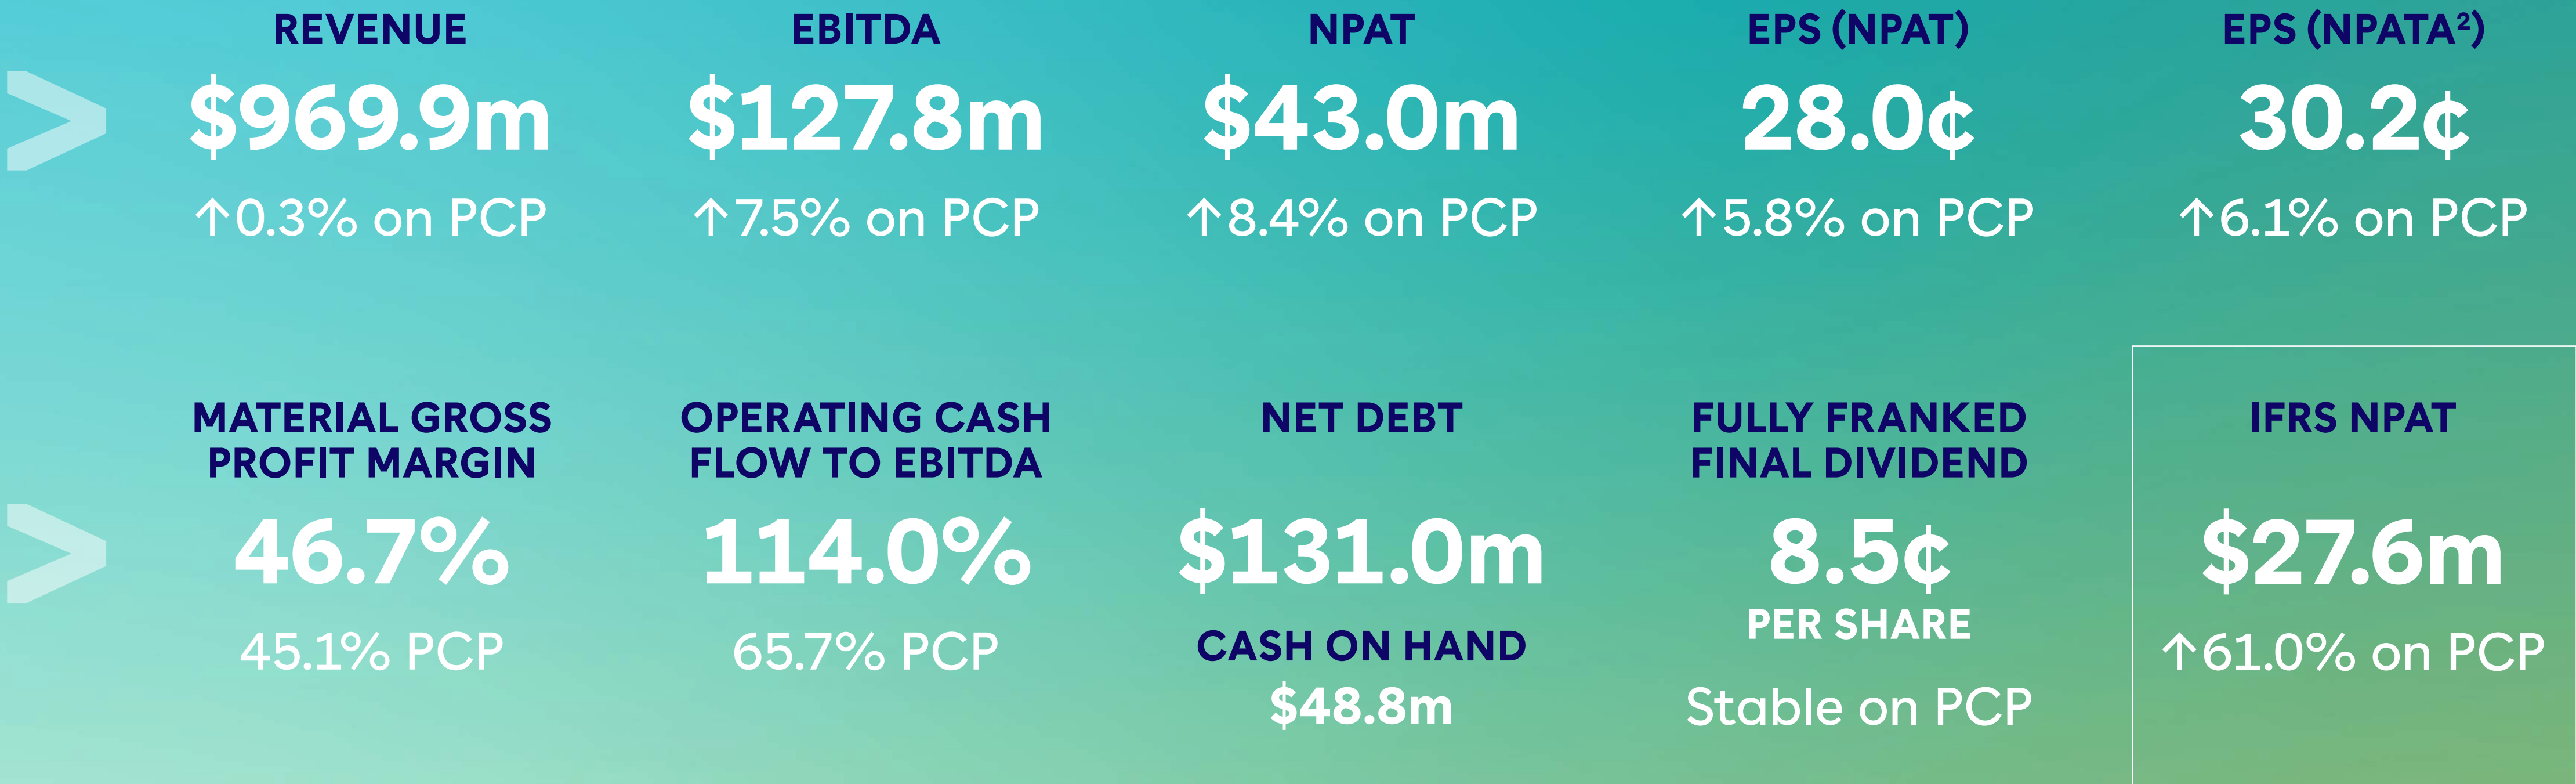 REVENUE
$969.9m
↑0.3% on PCP
EBITDA
$127.8m
↑7.5% on PCP
NPAT
$43.0m
↑8.4% on PCP
EPS (NPAT)
28.0¢
↑5.8% on PCP
EPS (NPATA²)
30.2¢
↑6.1% on PCP
MATERIAL GROSS
PROFIT MARGIN
46.7%
45.1% PCP
OPERATING CASH
FLOW TO EBITDA
114.0%
65.7% PCP
NET DEBT
$131.0m
CASH ON HAND
$48.8m
FULLY FRANKED
FINAL DIVIDEND
8.5¢
PER SHARE
Stable on PCP
IFRS NPAT
$27.6m
↑61.0% on PCP